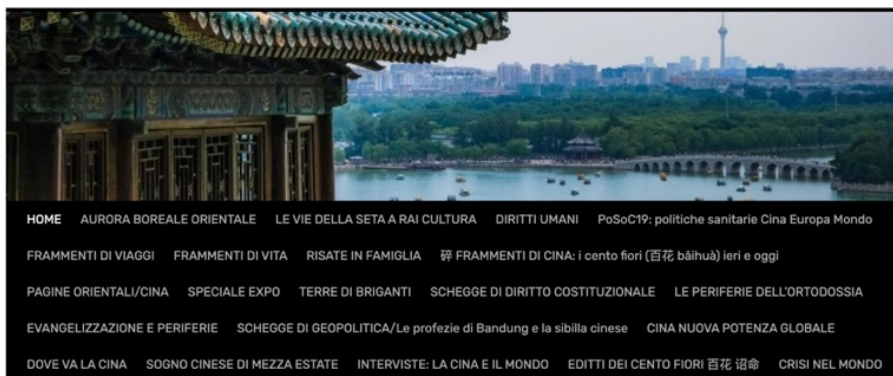 HOME AURORA BOREALE ORIENTALE LE VIE DELLA SETA A RAI CULTURA DIRITTI UMANI PoSoC19: politiche sanitarie Cina Europa Mondo
FRAMMENTI DI VIAGGI FRAMMENTI DI VITA RISATE IN FAMIGLIA 碎 FRAMMENTI DI CINA: i cento fiori (百花 bǎihuā) ieri e oggi
PAGINE ORIENTALI/CINA SPECIALE EXPO TERRE DI BRIGANTI SCHEGGE DI DIRITTO COSTITUZIONALE LE PERIFERIE DELL'ORTODOSSIA
EVANGELIZZAZIONE E PERIFERIE SCHEGGE DI GEOPOLITICA/Le profezie di Bandung e la sibilla cinese CINA NUOVA POTENZA GLOBALE
DOVE VA LA CINA SOGNO CINESE DI MEZZA ESTATE INTERVISTE: LA CINA E IL MONDO EDITTI DEI CENTO FIORI 百花 诏命 CRISI NEL MONDO